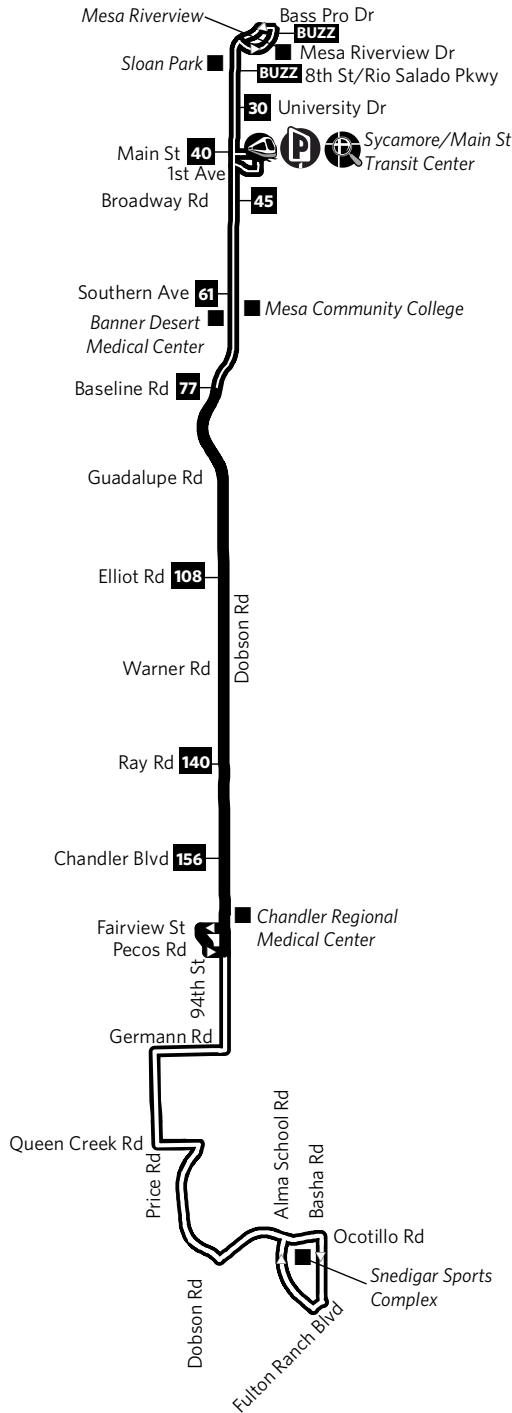 Mesa Riverview
Bass Pro Dr
BUZZ
Mesa Riverview Dr
Sloan Park
BUZZ 8th St/Rio Salado Pkwy
30 University Dr
Main St 40
P
Sycamore/Main St
Transit Center
1st Ave
Broadway Rd
45
Southern Ave 61
Mesa Community College
Banner Desert
Medical Center
Baseline Rd 77
Guadalupe Rd
Elliot Rd 108
Dobson Rd
Warner Rd
Ray Rd 140
Chandler Blvd 156
Chandler Regional
Medical Center
Fairview St
Pecos Rd
94th St
Germann Rd
Queen Creek Rd
Price Rd
Alma School Rd
Basha Rd
Ocotillo Rd
Snedigar Sports
Complex
Dobson Rd
Fulton Ranch Blvd